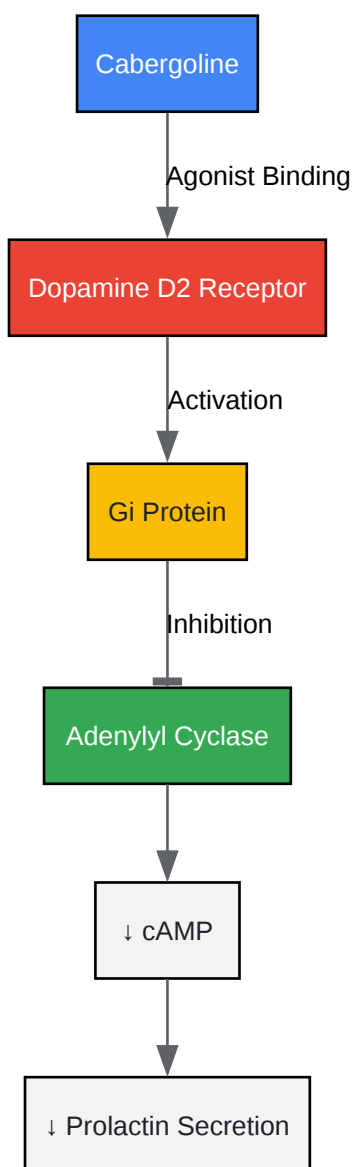 Cabergoline
Agonist Binding
Dopamine D2 Receptor
Activation
Gi Protein
Inhibition
Adenylyl Cyclase
↓ cAMP
↓ Prolactin Secretion